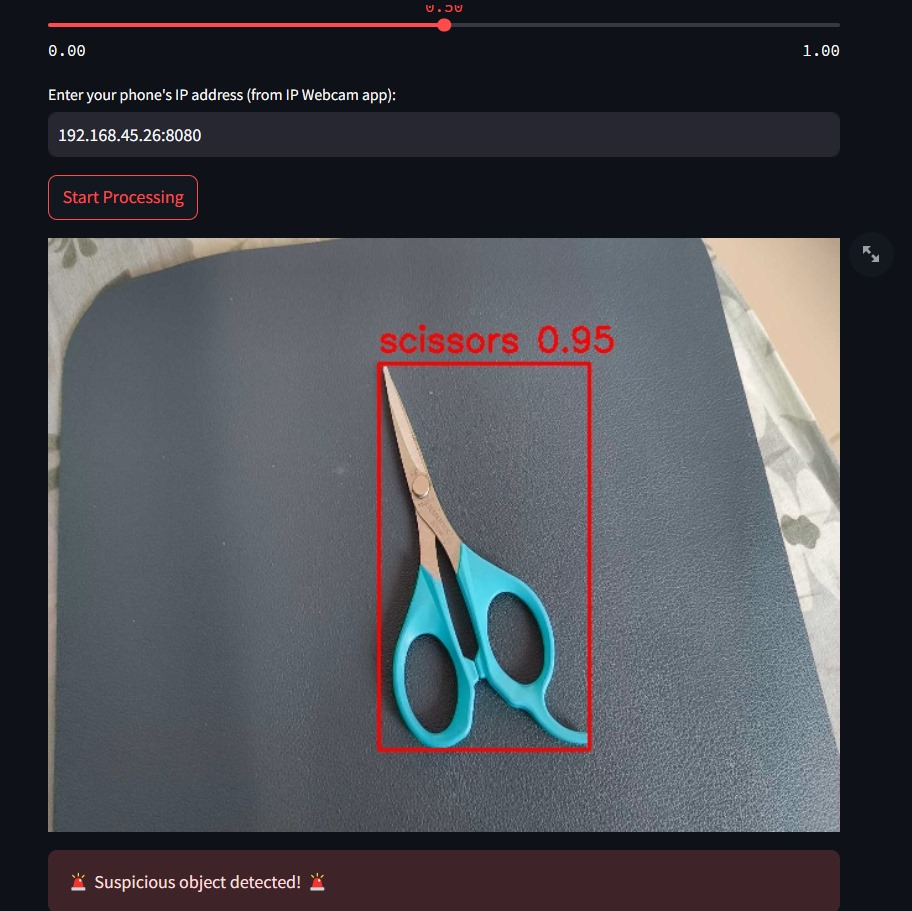 0.50
0.00 1.00
Enter your phone's IP address (from IP Webcam app):
192.168.45.26:8080
Start Processing
scissors 0.95
🚨 Suspicious object detected! 🚨